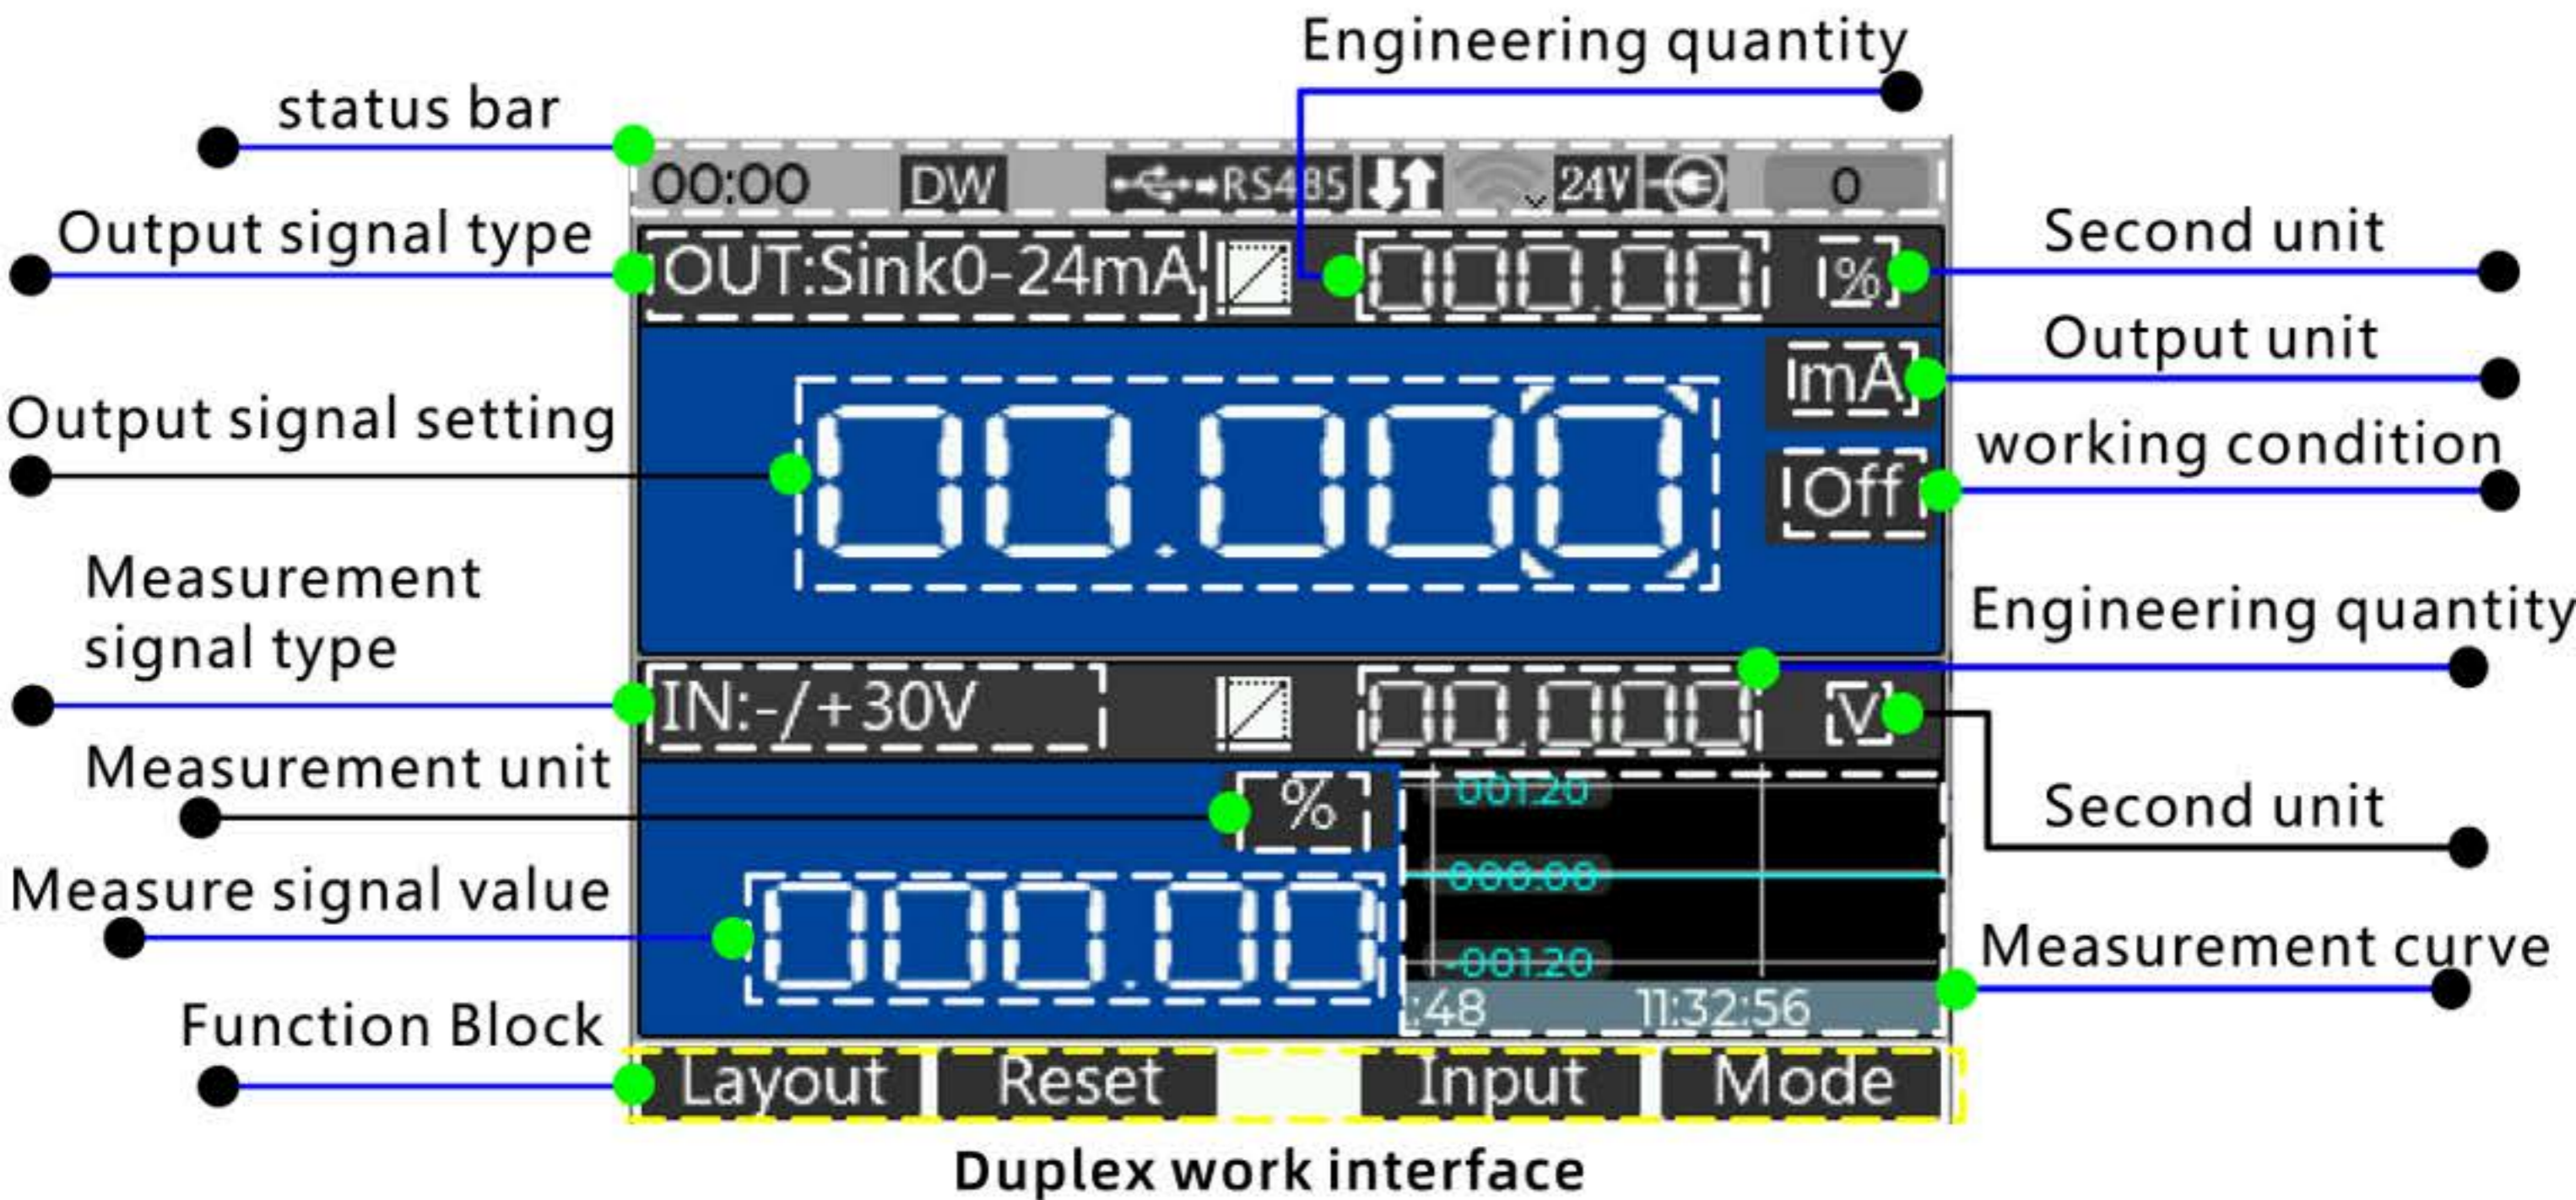 Engineering quantity
status bar
00:00 DW RS485 24V 0
Output signal type
OUT:Sink0-24mA 000.00 %
Second unit
Output unit
mA
Output signal setting
00.000
working condition
Off
Measurement
signal type
Engineering quantity
IN:-/+30V 00.000 V
Measurement unit
%
001.20
Second unit
Measure signal value
000.00
000.00
-001.20
Measurement curve
:48 11:32:56
Function Block
Layout Reset Input Mode
Duplex work interface